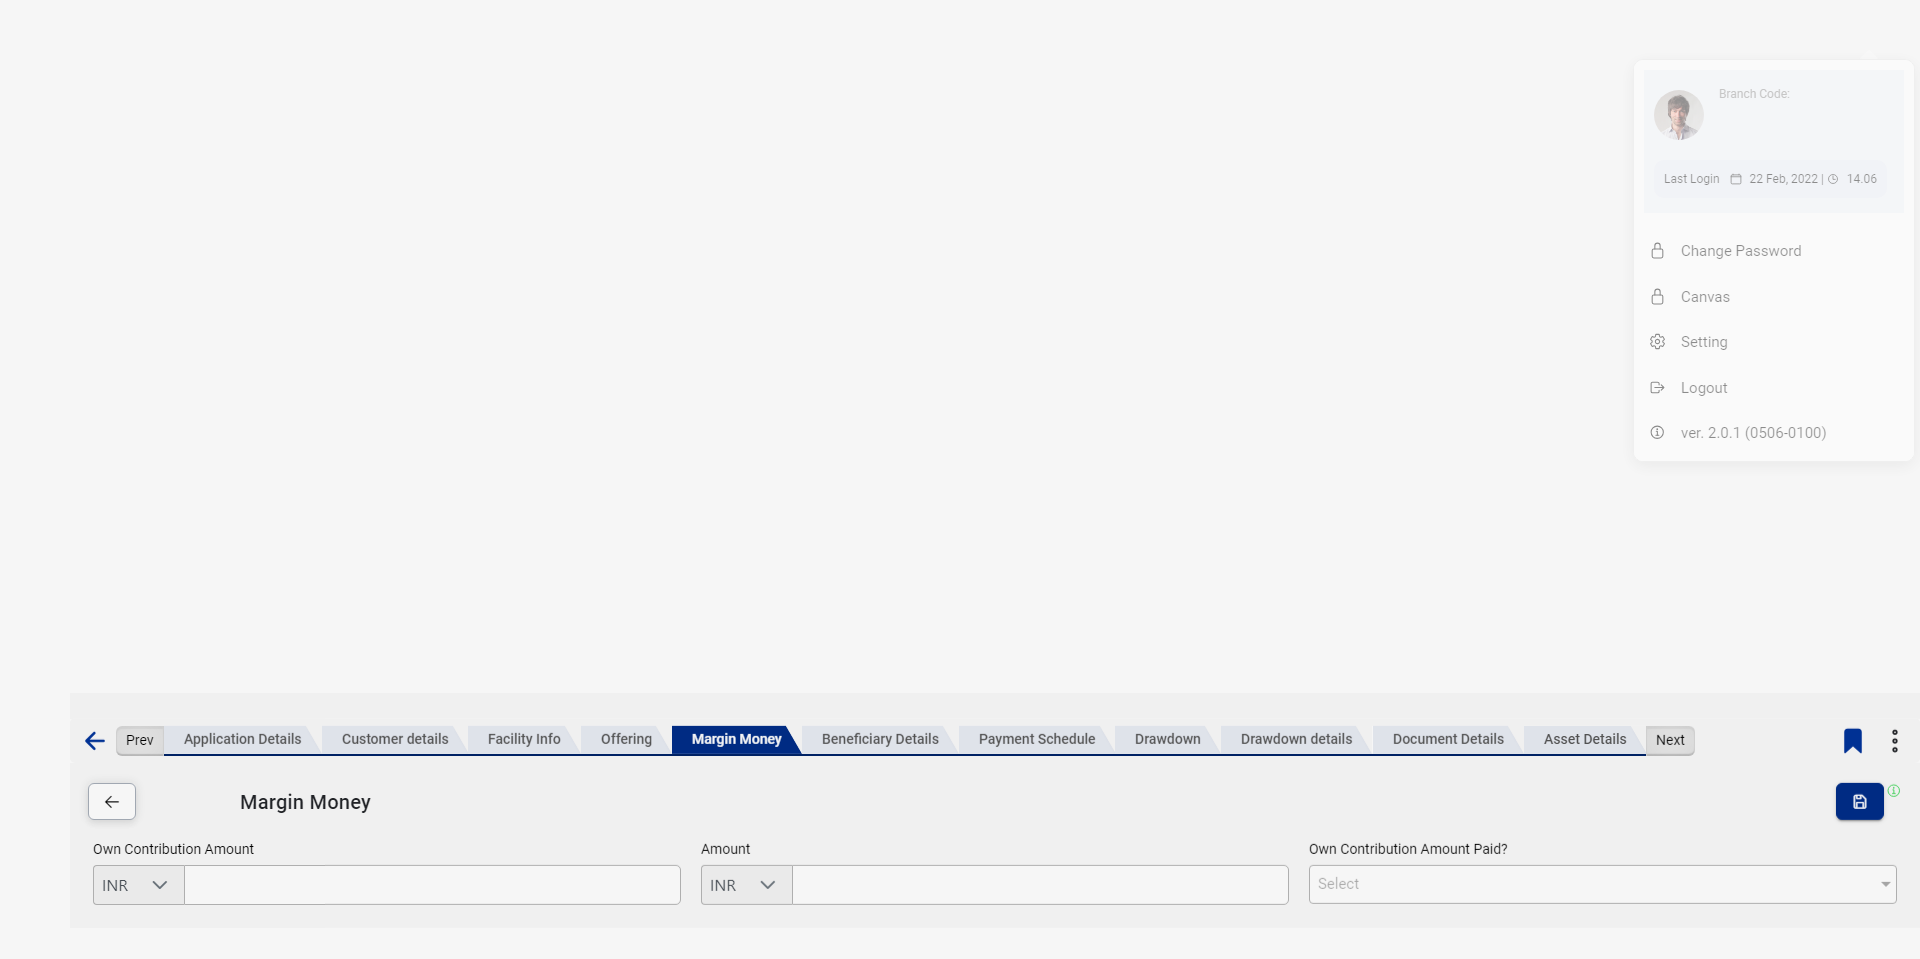 Branch Code:
Last Login 22 Feb, 2022 | 14.06
Change Password
Canvas
Setting
Logout
ver. 2.0.1 (0506-0100)
Prev Application Details Customer details Facility Info Offering Margin Money Beneficiary Details Payment Schedule Drawdown Drawdown details Document Details Asset Details Next
Margin Money
Own Contribution Amount Amount Own Contribution Amount Paid?
INR INR Select